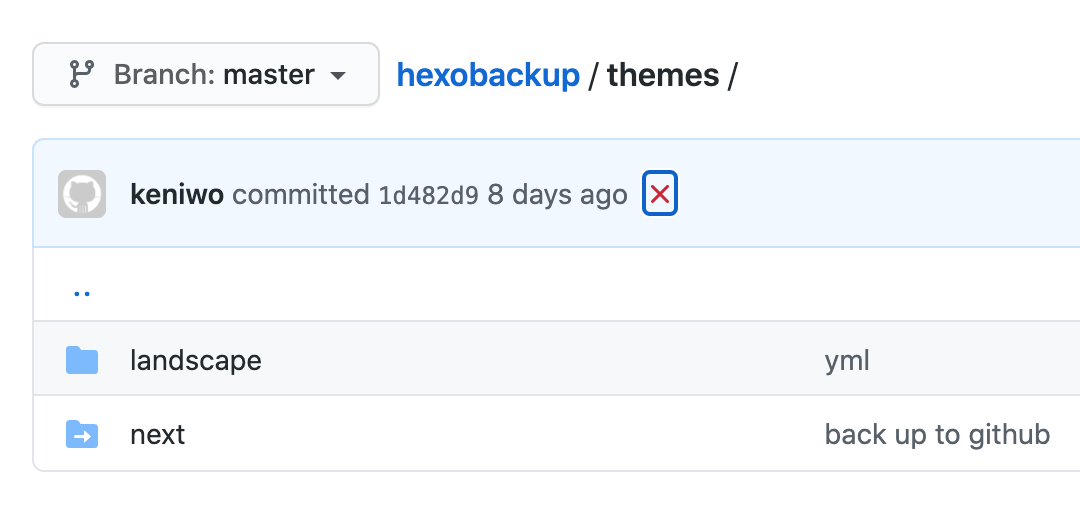 Branch: master hexobackup / themes /
keniwo committed 1d482d9 8 days ago
..
landscape yml
next back up to github